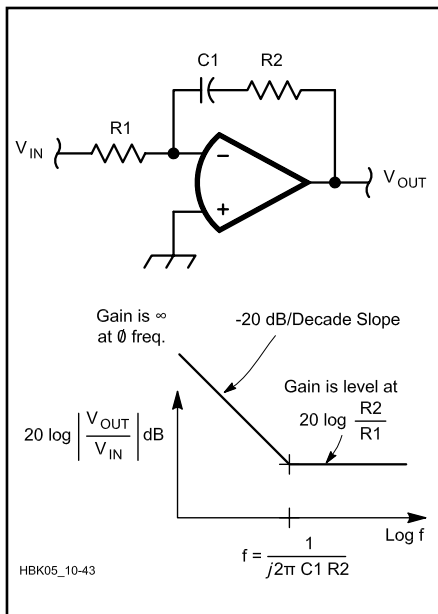 C1
R2
R1
V_IN
V_OUT
−
+
Gain is ∞
at Ø freq.
-20 dB/Decade Slope
Gain is level at
20 log R2/R1
20 log |V_OUT/V_IN| dB
Log f
f = 1/(j2π C1 R2)
HBK05_10-43